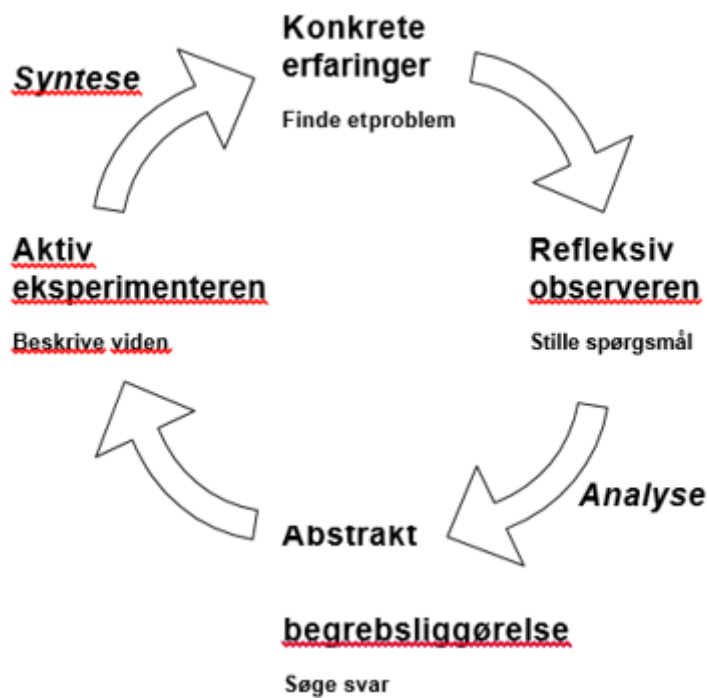 Konkrete
erfaringer
Finde etproblem
Refleksiv
observeren
Stille spørgsmål
Analyse
Abstrakt
begrebsliggørelse
Søge svar
Aktiv
eksperimenteren
Beskrive viden
Syntese